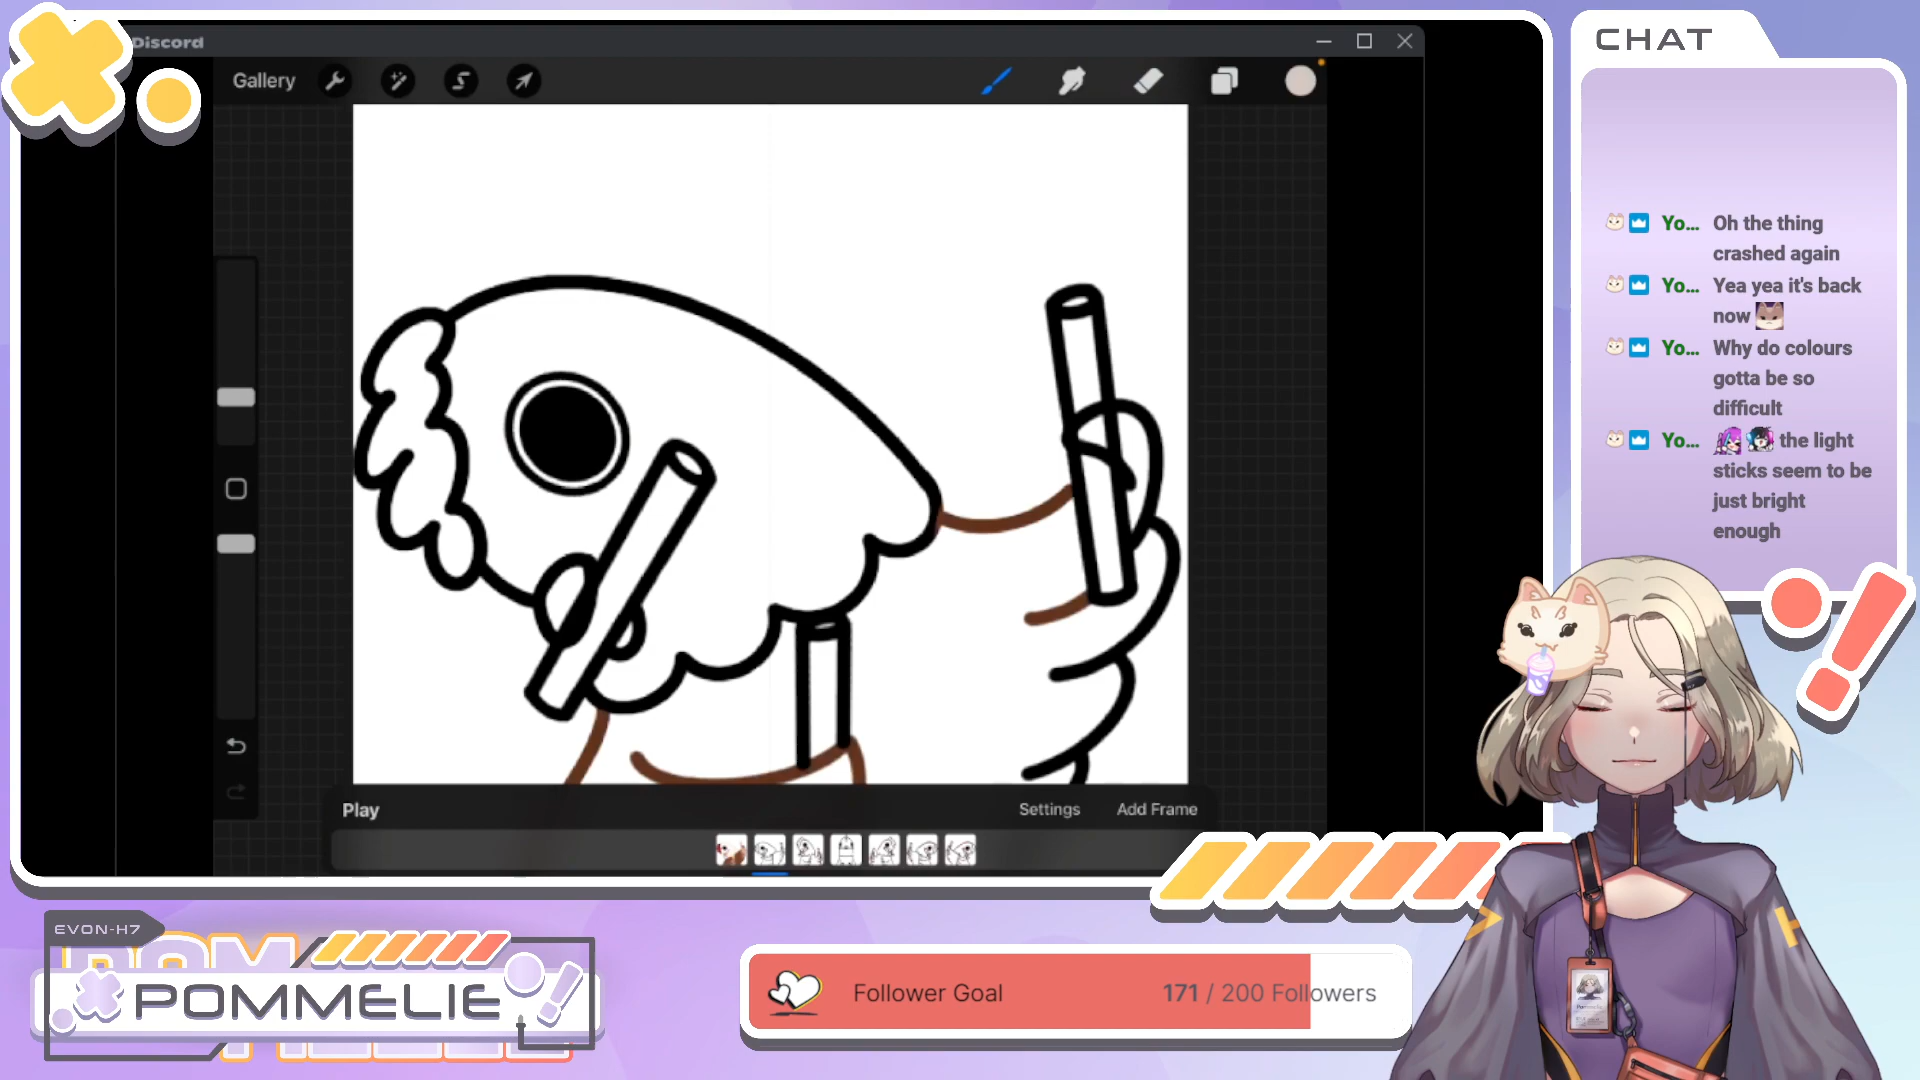 Discord
CHAT
Gallery
Yo... Oh the thing
crashed again
Yo... Yea yea it's back
now
Yo... Why do colours
gotta be so
difficult
Yo... the light
sticks seem to be
just bright
enough
Play
Settings
Add Frame
EVON-H7
POMMELIE
Follower Goal
171 / 200 Followers